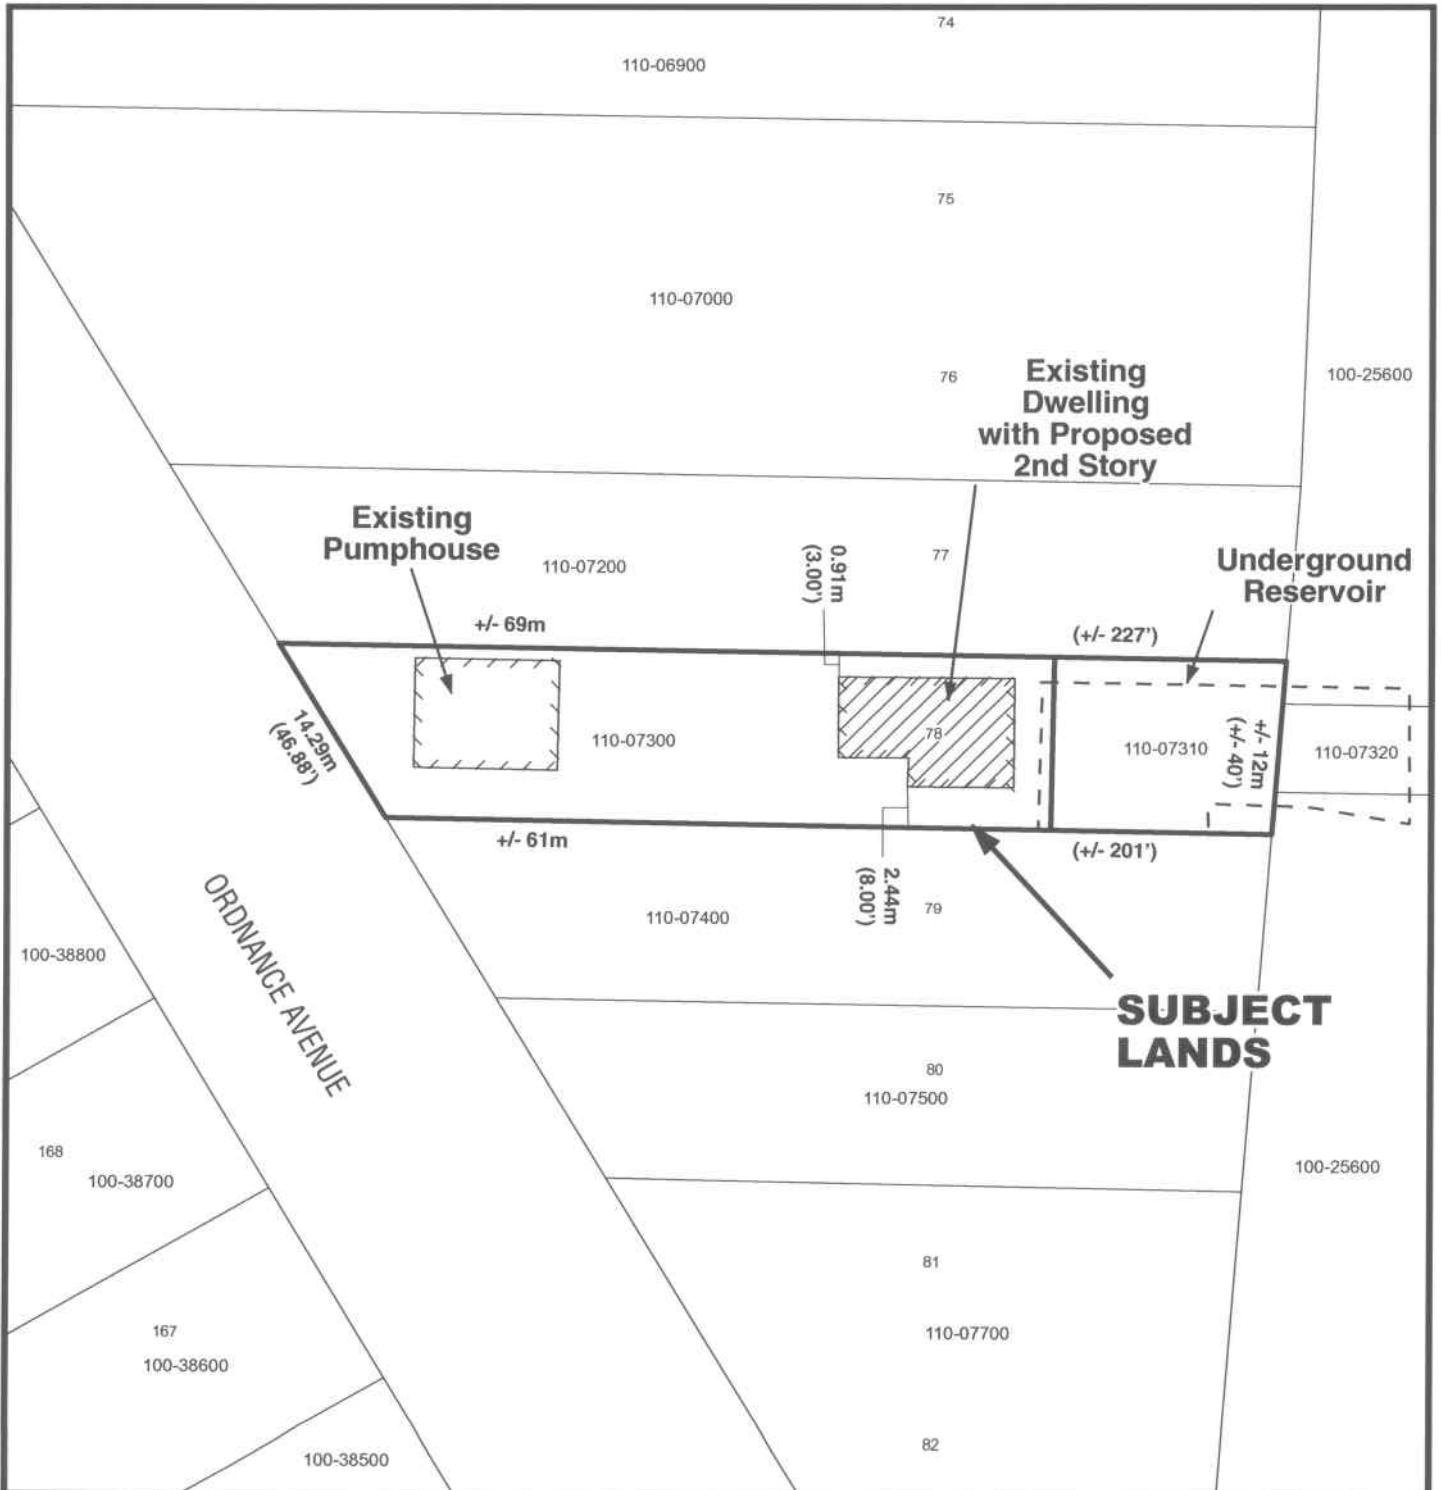 74
110-06900
75
110-07000
76
100-25600
Existing
Dwelling
with Proposed
2nd Story
Existing
Pumphouse
110-07200
0.91m
(3.00')
77
Underground
Reservoir
+/- 69m
(+/- 227')
14.29m
(46.88')
110-07300
78
110-07310
+/- 12m
(+/- 40')
110-07320
+/- 61m
(+/- 201')
2.44m
(8.00')
110-07400
79
ORDNANCE AVENUE
100-38800
SUBJECT
LANDS
80
110-07500
168
100-38700
100-25600
81
167
110-07700
100-38600
82
100-38500